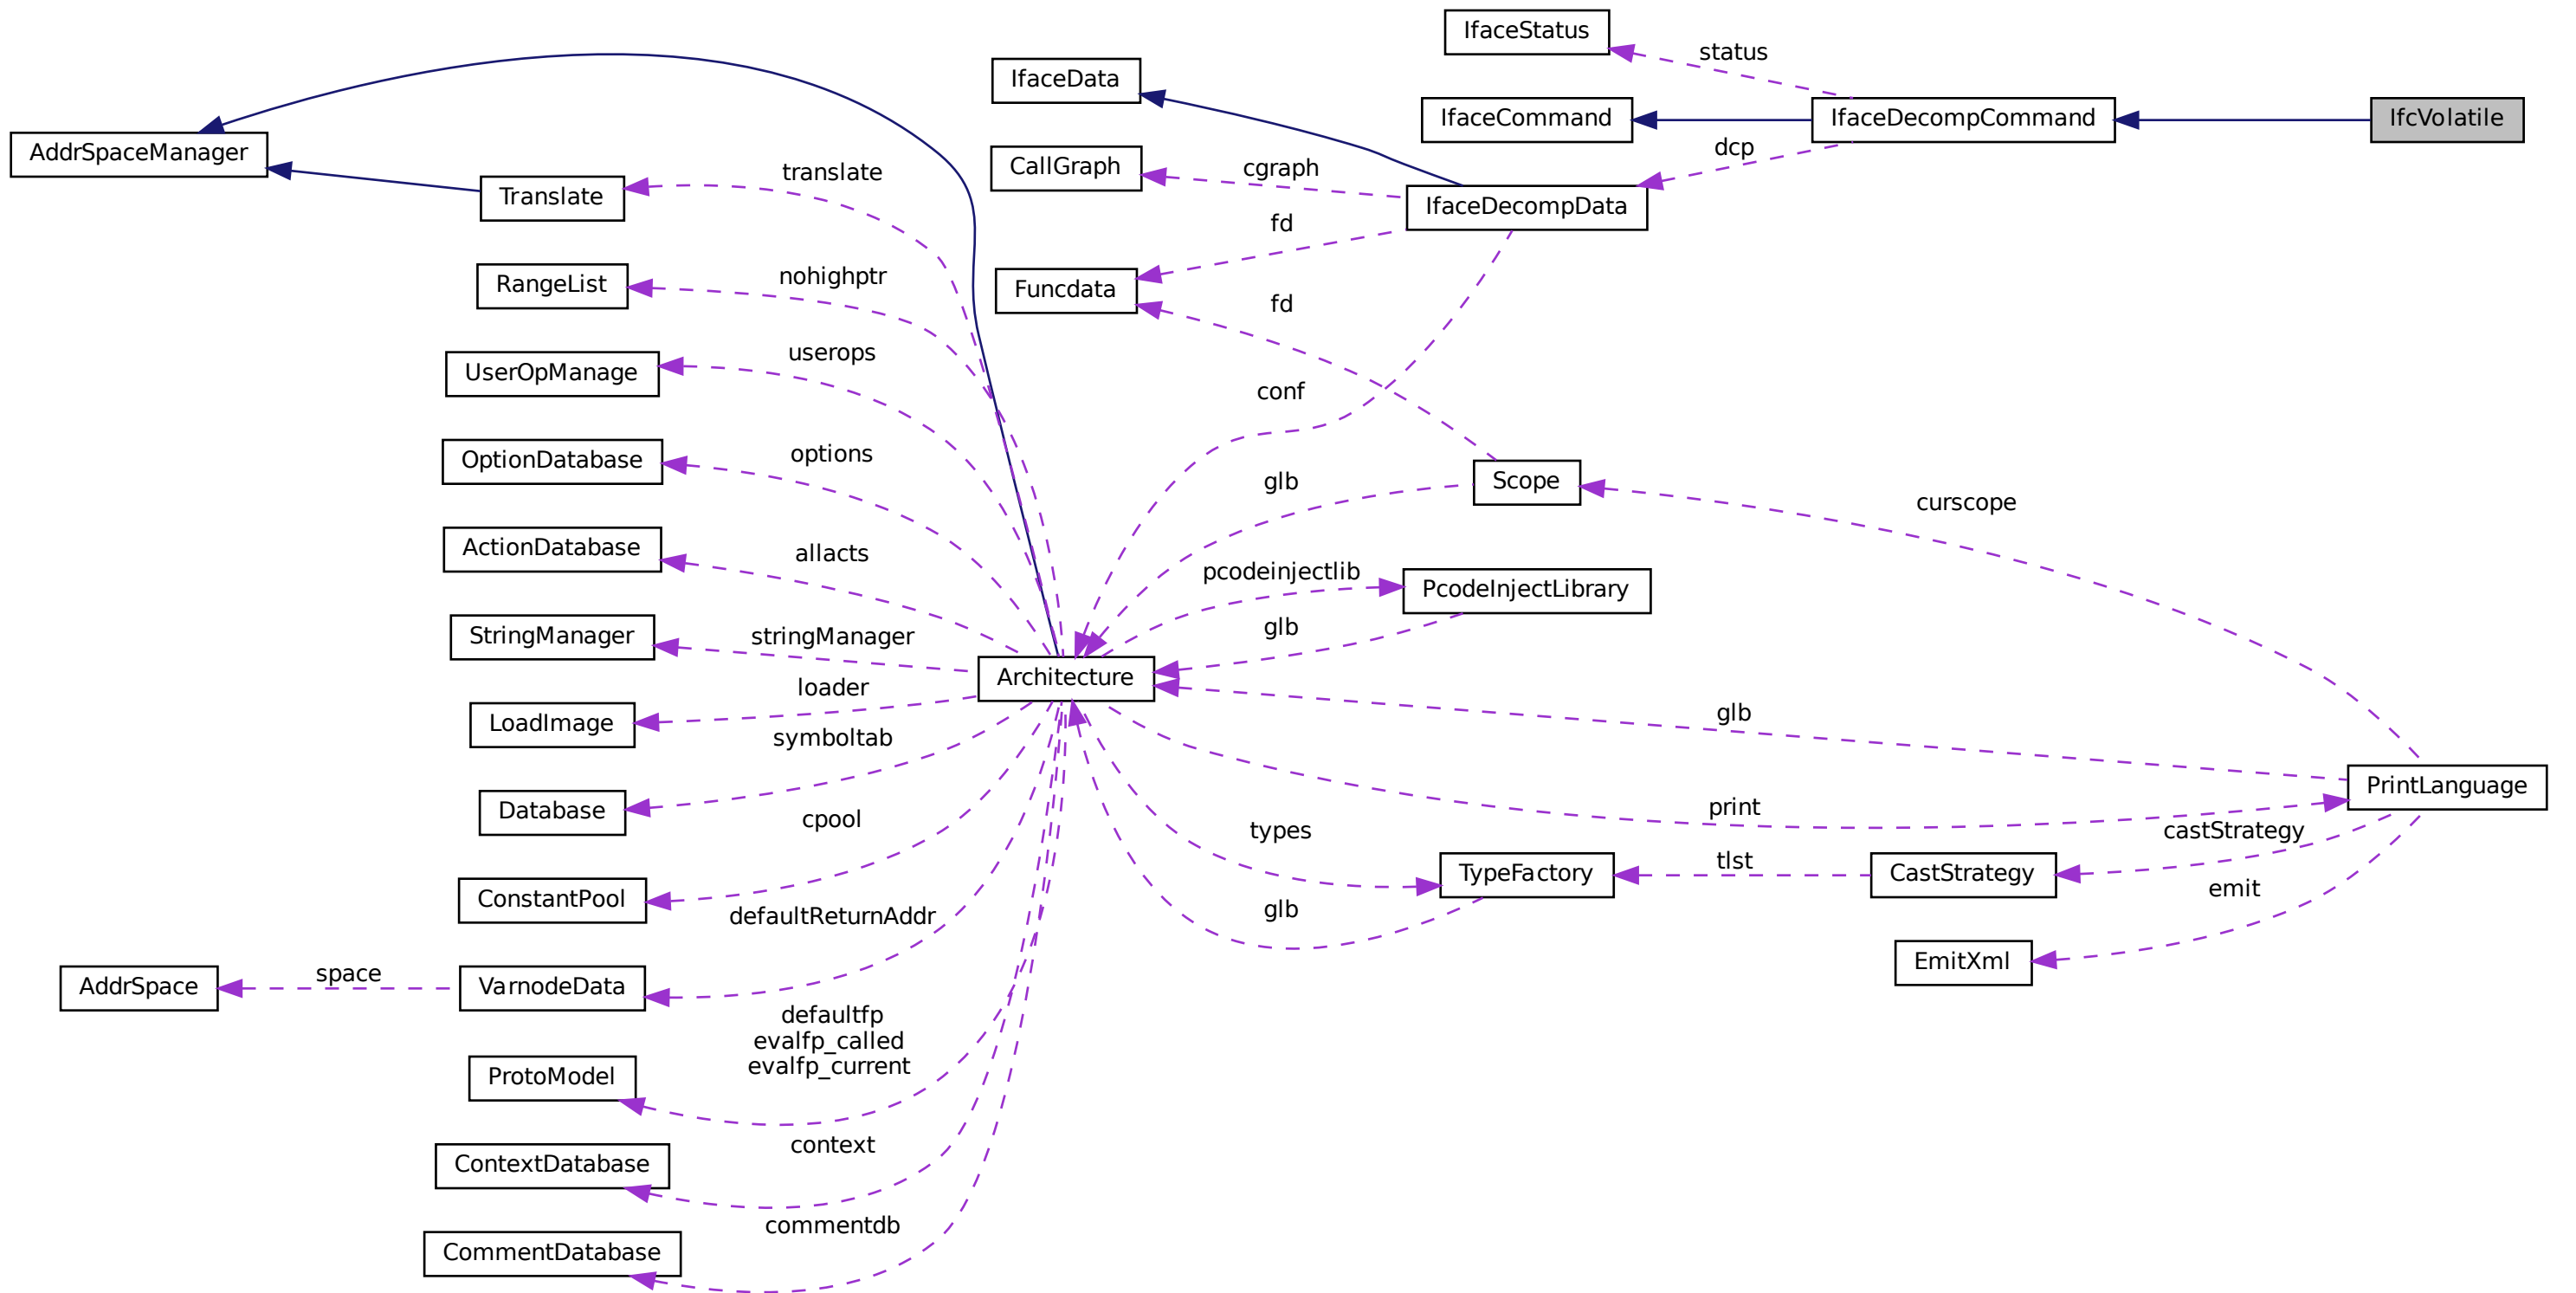 IfaceStatus
status
IfaceData
IfaceCommand
IfaceDecompCommand
IfcVolatile
AddrSpaceManager
Translate
translate
CallGraph
cgraph
dcp
IfaceDecompData
fd
RangeList
nohighptr
Funcdata
fd
UserOpManage
userops
conf
OptionDatabase
options
glb
Scope
curscope
ActionDatabase
allacts
pcodeinjectlib
PcodeInjectLibrary
StringManager
stringManager
glb
Architecture
LoadImage
loader
symboltab
glb
PrintLanguage
Database
cpool
print
types
castStrategy
ConstantPool
defaultReturnAddr
TypeFactory
tlst
CastStrategy
glb
emit
EmitXml
AddrSpace
space
VarnodeData
defaultfp
evalfp_called
evalfp_current
ProtoModel
context
ContextDatabase
commentdb
CommentDatabase